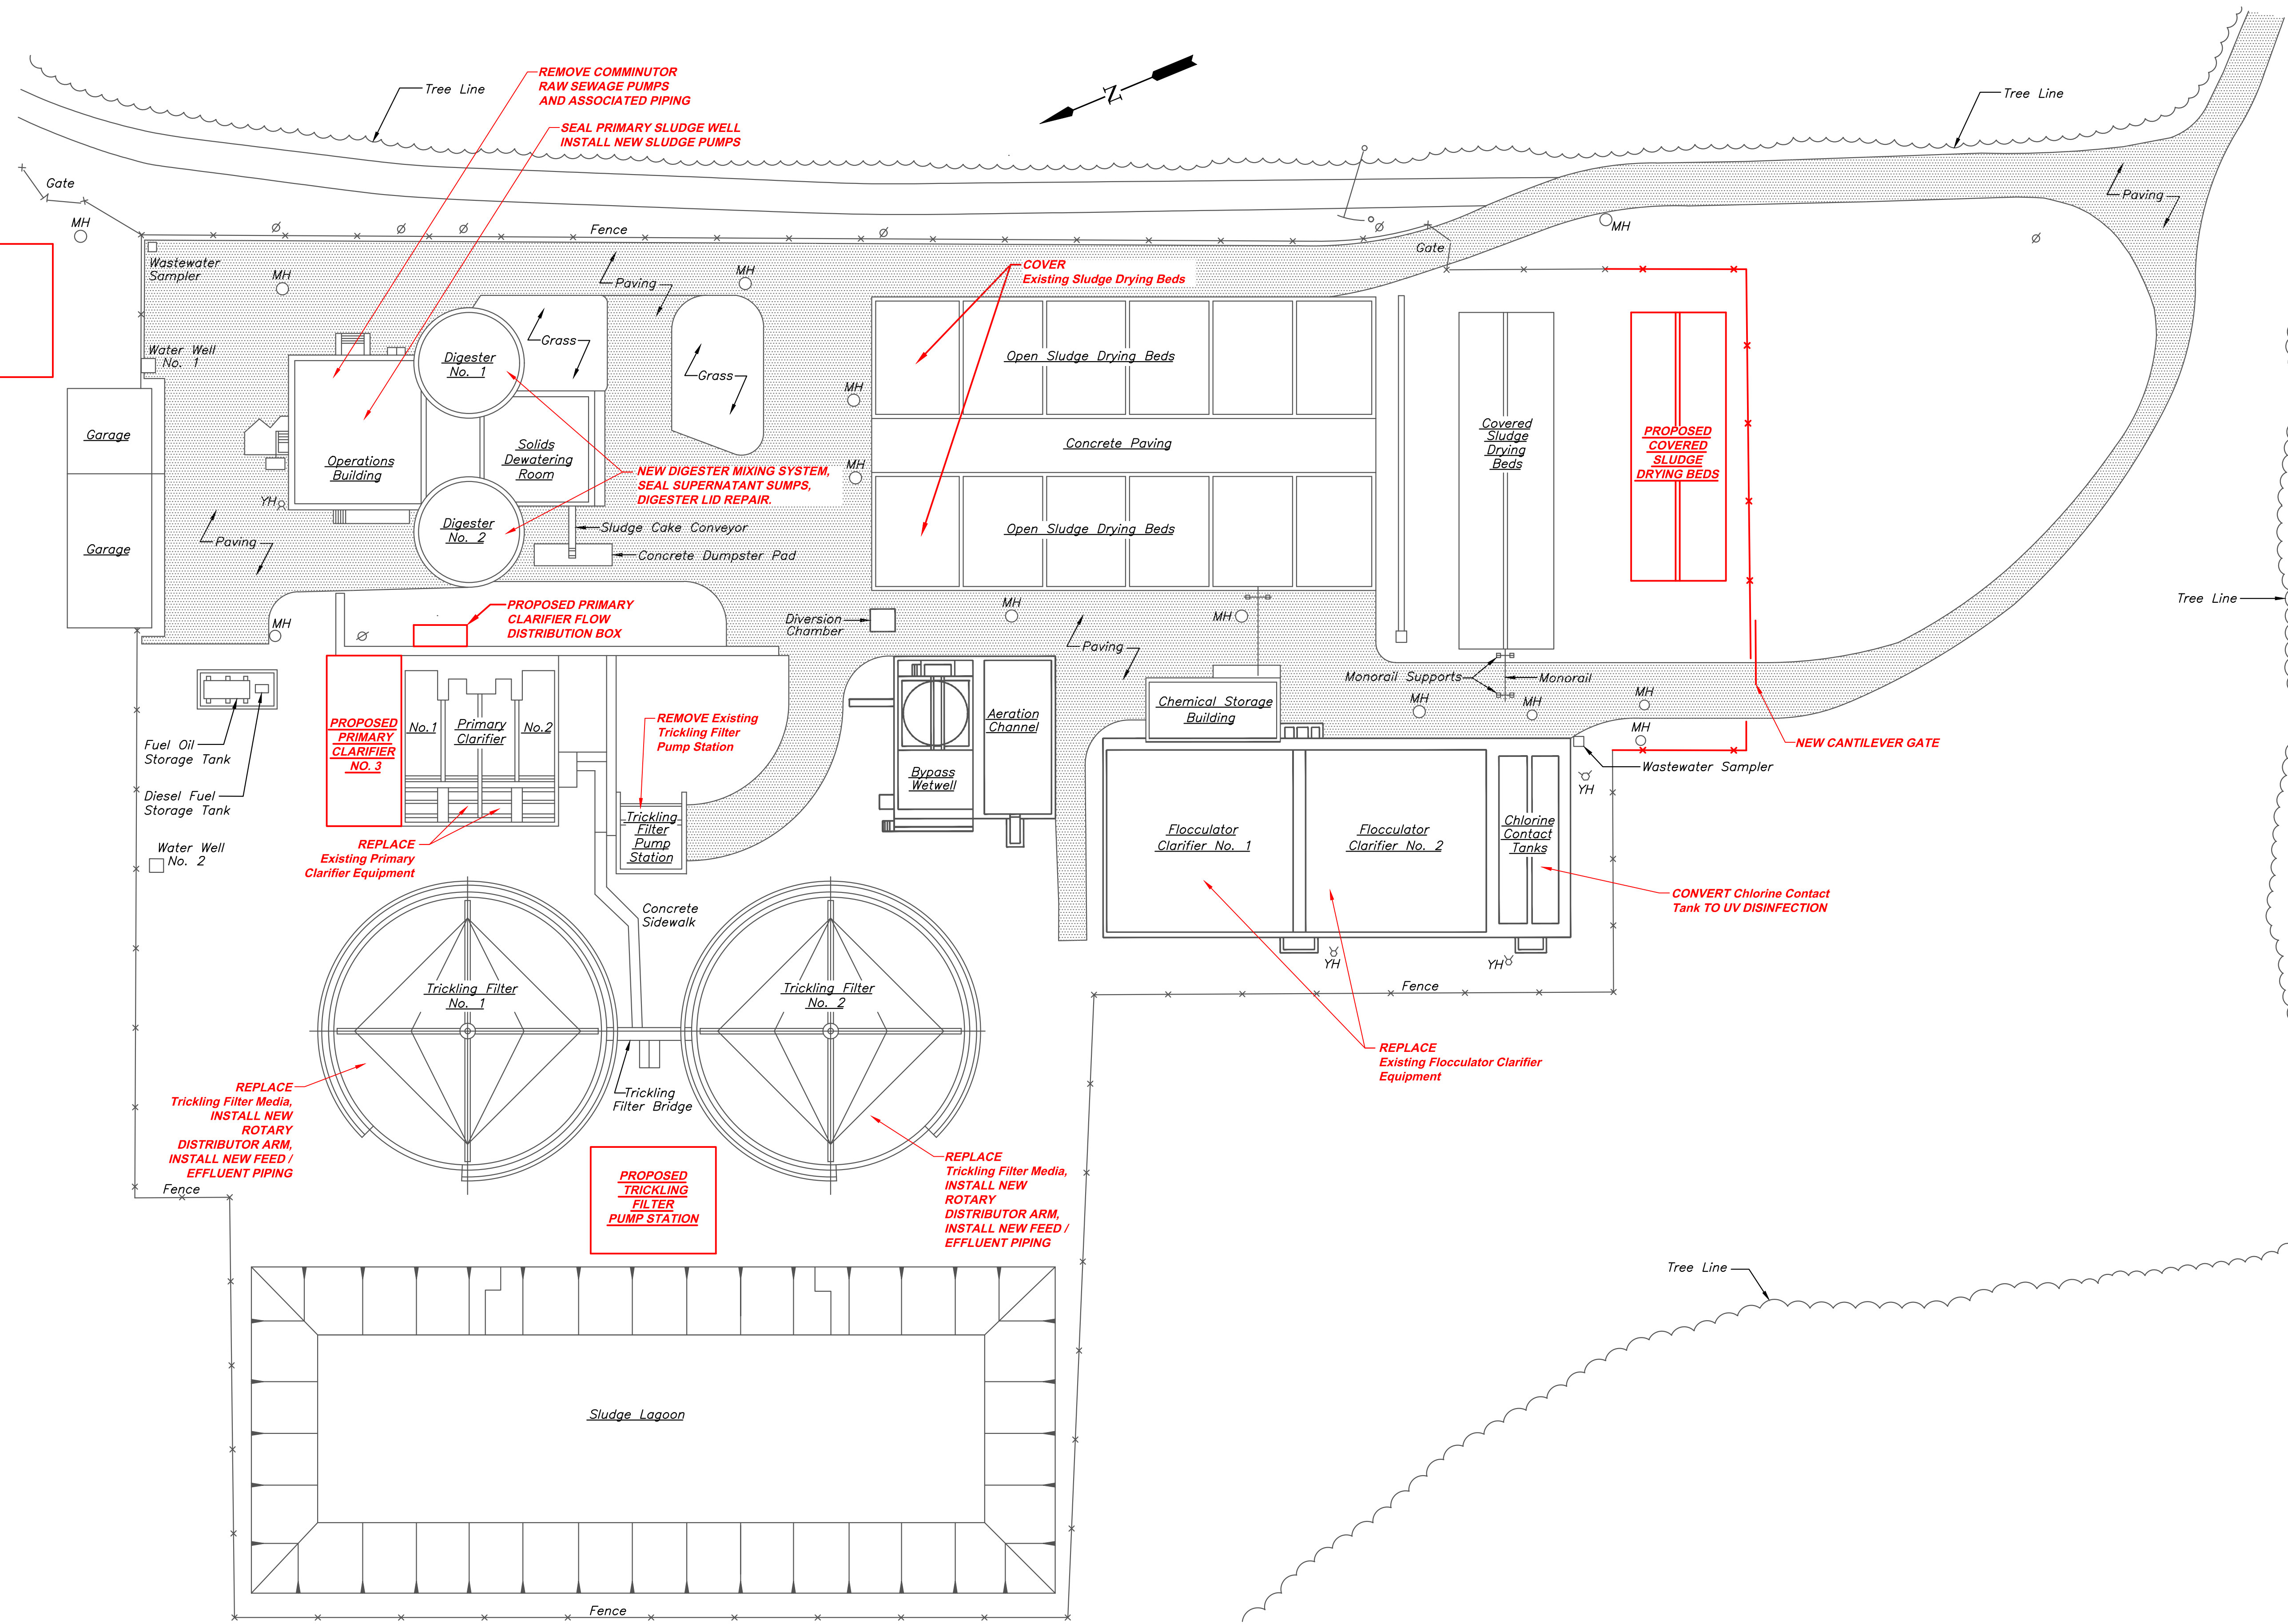 REMOVE COMMINUTOR
RAW SEWAGE PUMPS
AND ASSOCIATED PIPING
Tree Line
N
Tree Line
SEAL PRIMARY SLUDGE WELL
INSTALL NEW SLUDGE PUMPS
Gate
Paving
MH
Fence
MH
Gate
Wastewater
Sampler
MH
Paving
MH
COVER
Existing Sludge Drying Beds
Water Well
No. 1
Digester
No. 1
Grass
Grass
Open Sludge Drying Beds
MH
Garage
Operations
Building
Solids
Dewatering
Room
Concrete Paving
Covered
Sludge
Drying
Beds
PROPOSED
COVERED
SLUDGE
DRYING BEDS
MH
NEW DIGESTER MIXING SYSTEM,
SEAL SUPERNATANT SUMPS,
DIGESTER LID REPAIR.
YH
Digester
No. 2
Sludge Cake Conveyor
Open Sludge Drying Beds
Garage
Paving
Concrete Dumpster Pad
Tree Line
PROPOSED PRIMARY
CLARIFIER FLOW
DISTRIBUTION BOX
MH
Diversion
Chamber
MH
MH
Paving
Monorail Supports
Monorail
PROPOSED
PRIMARY
CLARIFIER
NO. 3
No.1
Primary
Clarifier
No.2
REMOVE Existing
Trickling Filter
Pump Station
Aeration
Channel
Chemical Storage
Building
MH
MH
MH
MH
NEW CANTILEVER GATE
Fuel Oil
Storage Tank
Bypass
Wetwell
Wastewater Sampler
YH
Diesel Fuel
Storage Tank
Trickling
Filter
Pump
Station
Flocculator
Clarifier No. 1
Flocculator
Clarifier No. 2
Chlorine
Contact
Tanks
Water Well
No. 2
REPLACE
Existing Primary
Clarifier Equipment
CONVERT Chlorine Contact
Tank TO UV DISINFECTION
Concrete
Sidewalk
YH
YH
Trickling Filter
No. 1
Trickling Filter
No. 2
Fence
REPLACE
Existing Flocculator Clarifier
Equipment
REPLACE
Trickling Filter Media,
INSTALL NEW
ROTARY
DISTRIBUTOR ARM,
INSTALL NEW FEED /
EFFLUENT PIPING
Trickling
Filter Bridge
REPLACE
Trickling Filter Media,
INSTALL NEW
ROTARY
DISTRIBUTOR ARM,
INSTALL NEW FEED /
EFFLUENT PIPING
PROPOSED
TRICKLING
FILTER
PUMP STATION
Fence
Tree Line
Sludge Lagoon
Fence